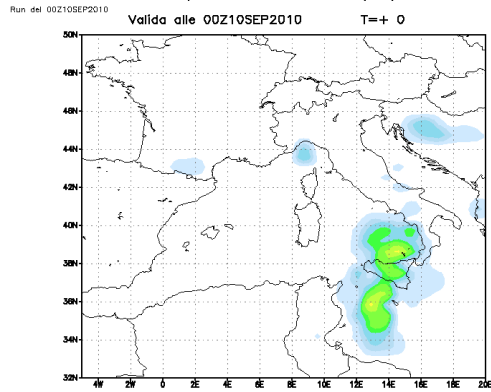 Run del 00Z10SEP2010
Valida alle 00Z10SEP2010 T=+ 0
50N
48N
46N
44N
42N
40N
38N
36N
34N
32N
4W 2W 0 2E 4E 6E 8E 10E 12E 14E 16E 18E 20E